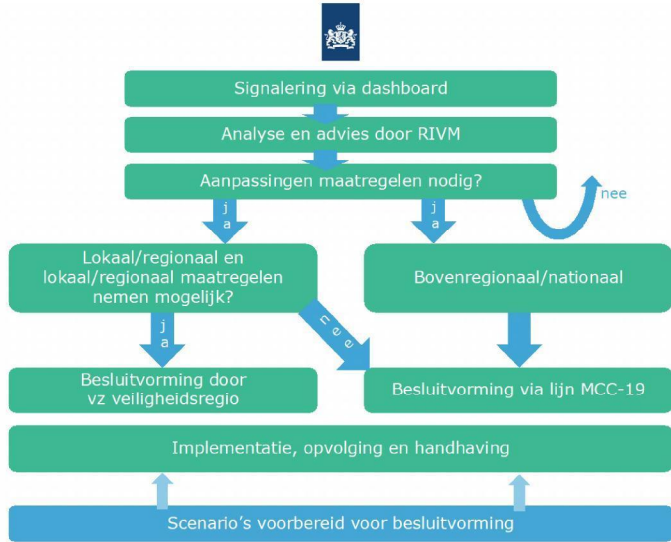 Signalering via dashboard
Analyse en advies door RIVM
Aanpassingen maatregelen nodig?
ja
ja
nee
Lokaal/regionaal en
lokaal/regionaal maatregelen
nemen mogelijk?
Bovenregionaal/nationaal
ja
nee
Besluitvorming door
vz veiligheidsregio
Besluitvorming via lijn MCC-19
Implementatie, opvolging en handhaving
Scenario's voorbereid voor besluitvorming